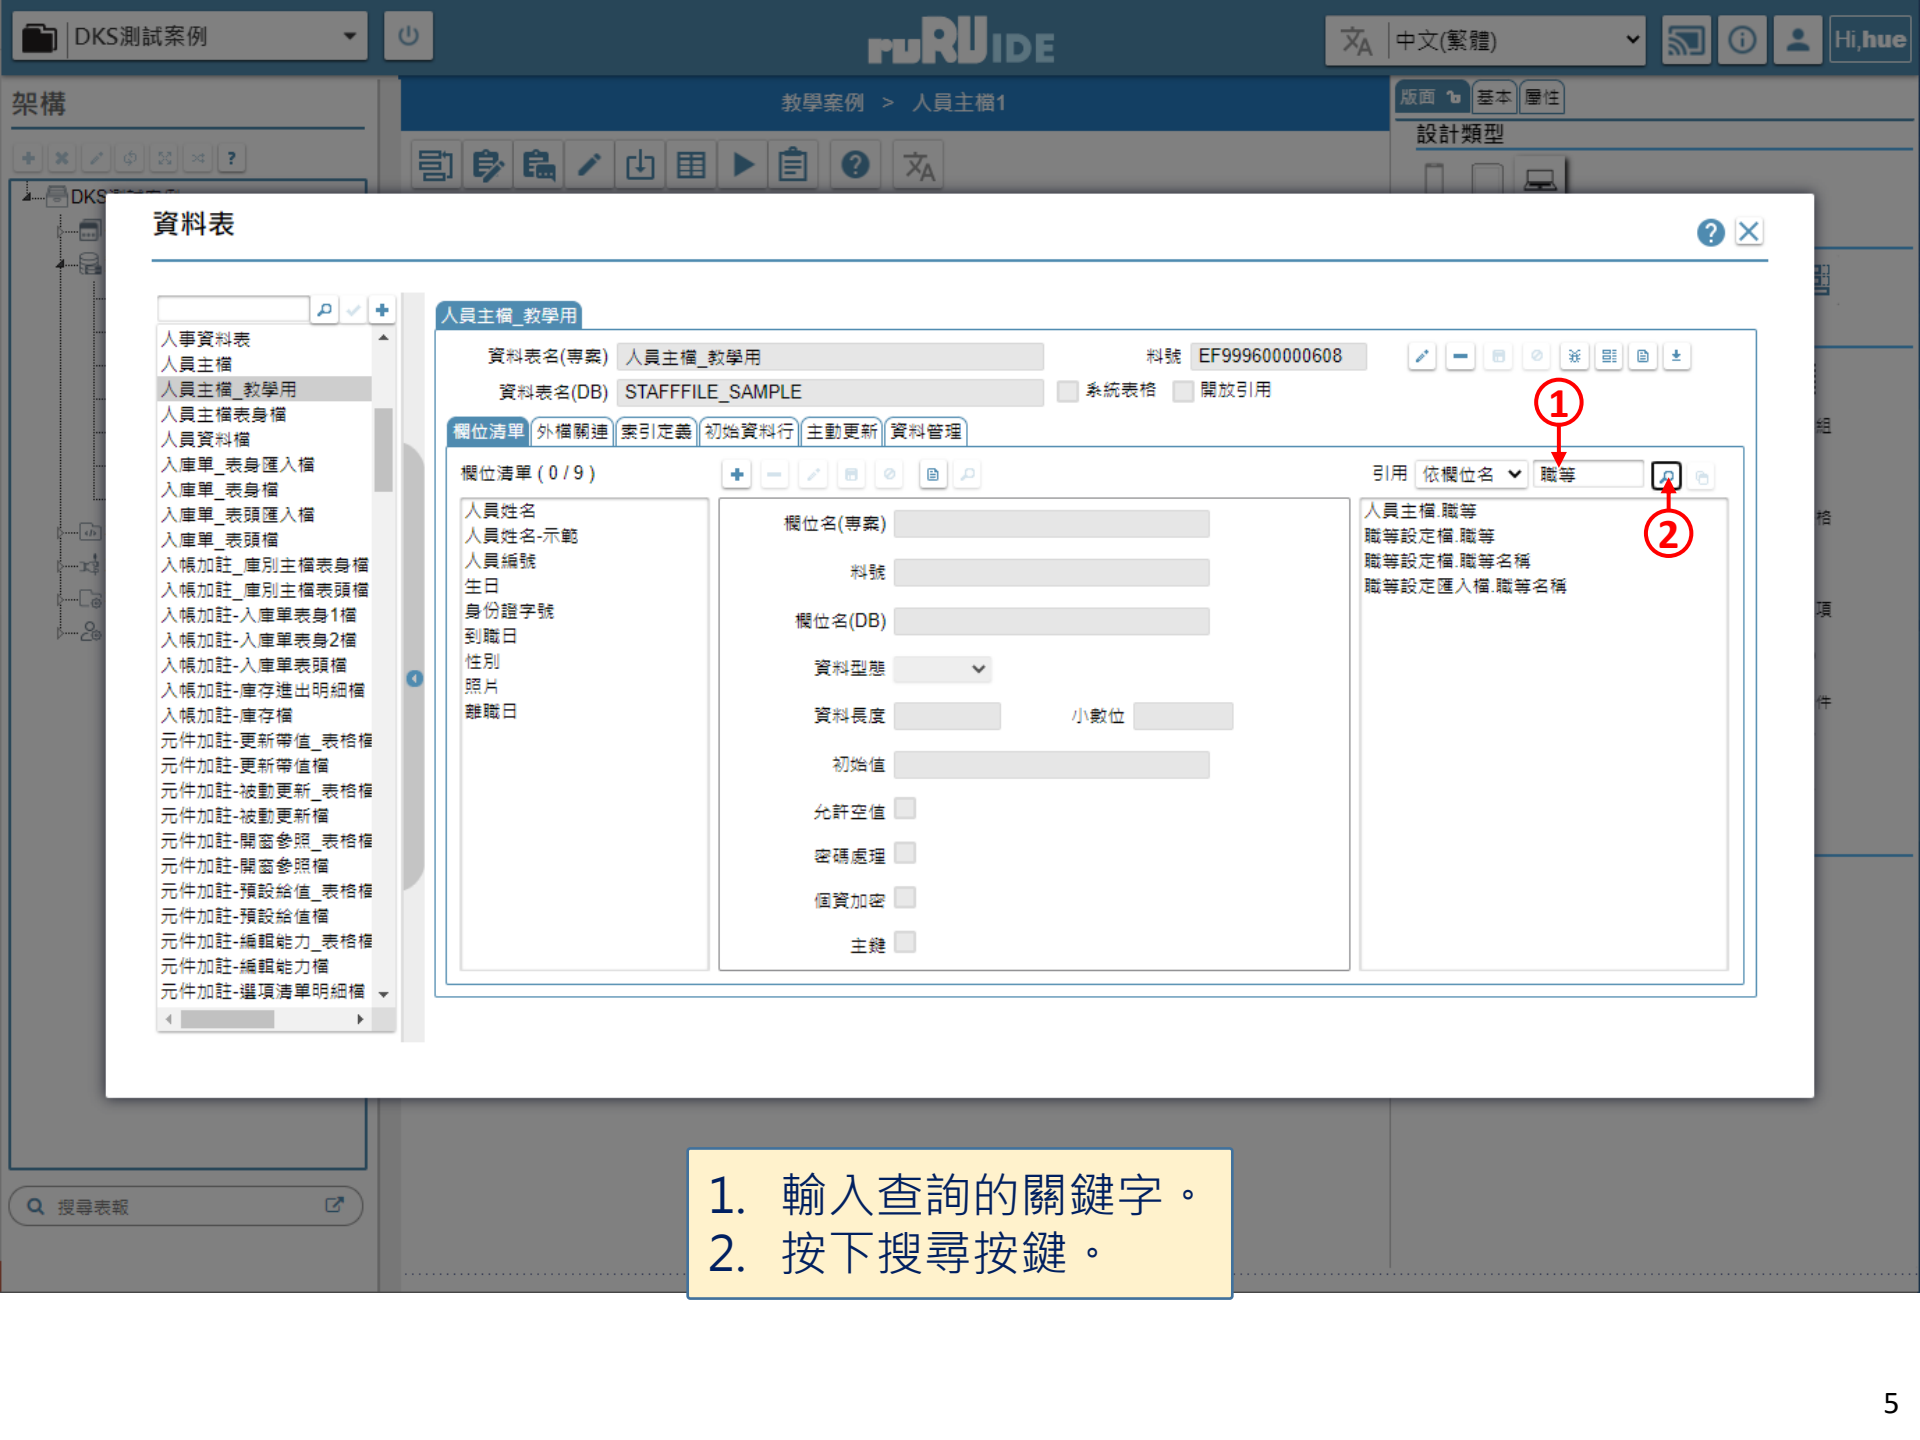 DKS測試案例
ruRU IDE
中文(繁體)
Hi,hue
架構
教學案例 > 人員主檔1
版面
基本
屬性
設計類型
DKS測試案例
資料表
人事資料表
人員主檔
人員主檔_教學用
人員主檔表身檔
人員資料檔
入庫單_表身匯入檔
入庫單_表身檔
入庫單_表頭匯入檔
入庫單_表頭檔
入帳加註_庫別主檔表身檔
入帳加註_庫別主檔表頭檔
入帳加註-入庫單表身1檔
入帳加註-入庫單表身2檔
入帳加註-入庫單表頭檔
入帳加註-庫存進出明細檔
入帳加註-庫存檔
元件加註-更新帶值_表格檔
元件加註-更新帶值檔
元件加註-被動更新_表格檔
元件加註-被動更新檔
元件加註-開窗參照_表格檔
元件加註-開窗參照檔
元件加註-預設給值_表格檔
元件加註-預設給值檔
元件加註-編輯能力_表格檔
元件加註-編輯能力檔
元件加註-選項清單明細檔
人員主檔_教學用
資料表名(專案) 人員主檔_教學用 料號 EF999600000608
資料表名(DB) STAFFFILE_SAMPLE 系統表格 開放引用
欄位清單 外檔關連 索引定義 初始資料行 主動更新 資料管理
欄位清單 ( 0 / 9 )
引用 依欄位名 職等
人員姓名
人員姓名-示範
人員編號
生日
身份證字號
到職日
性別
照片
離職日
欄位名(專案)
料號
欄位名(DB)
資料型態
資料長度 小數位
初始值
允許空值
密碼處理
個資加密
主鍵
人員主檔.職等
職等設定檔.職等
職等設定檔.職等名稱
職等設定匯入檔.職等名稱
1
2
組
格
項
件
搜尋表報
1. 輸入查詢的關鍵字。
2. 按下搜尋按鍵。
5